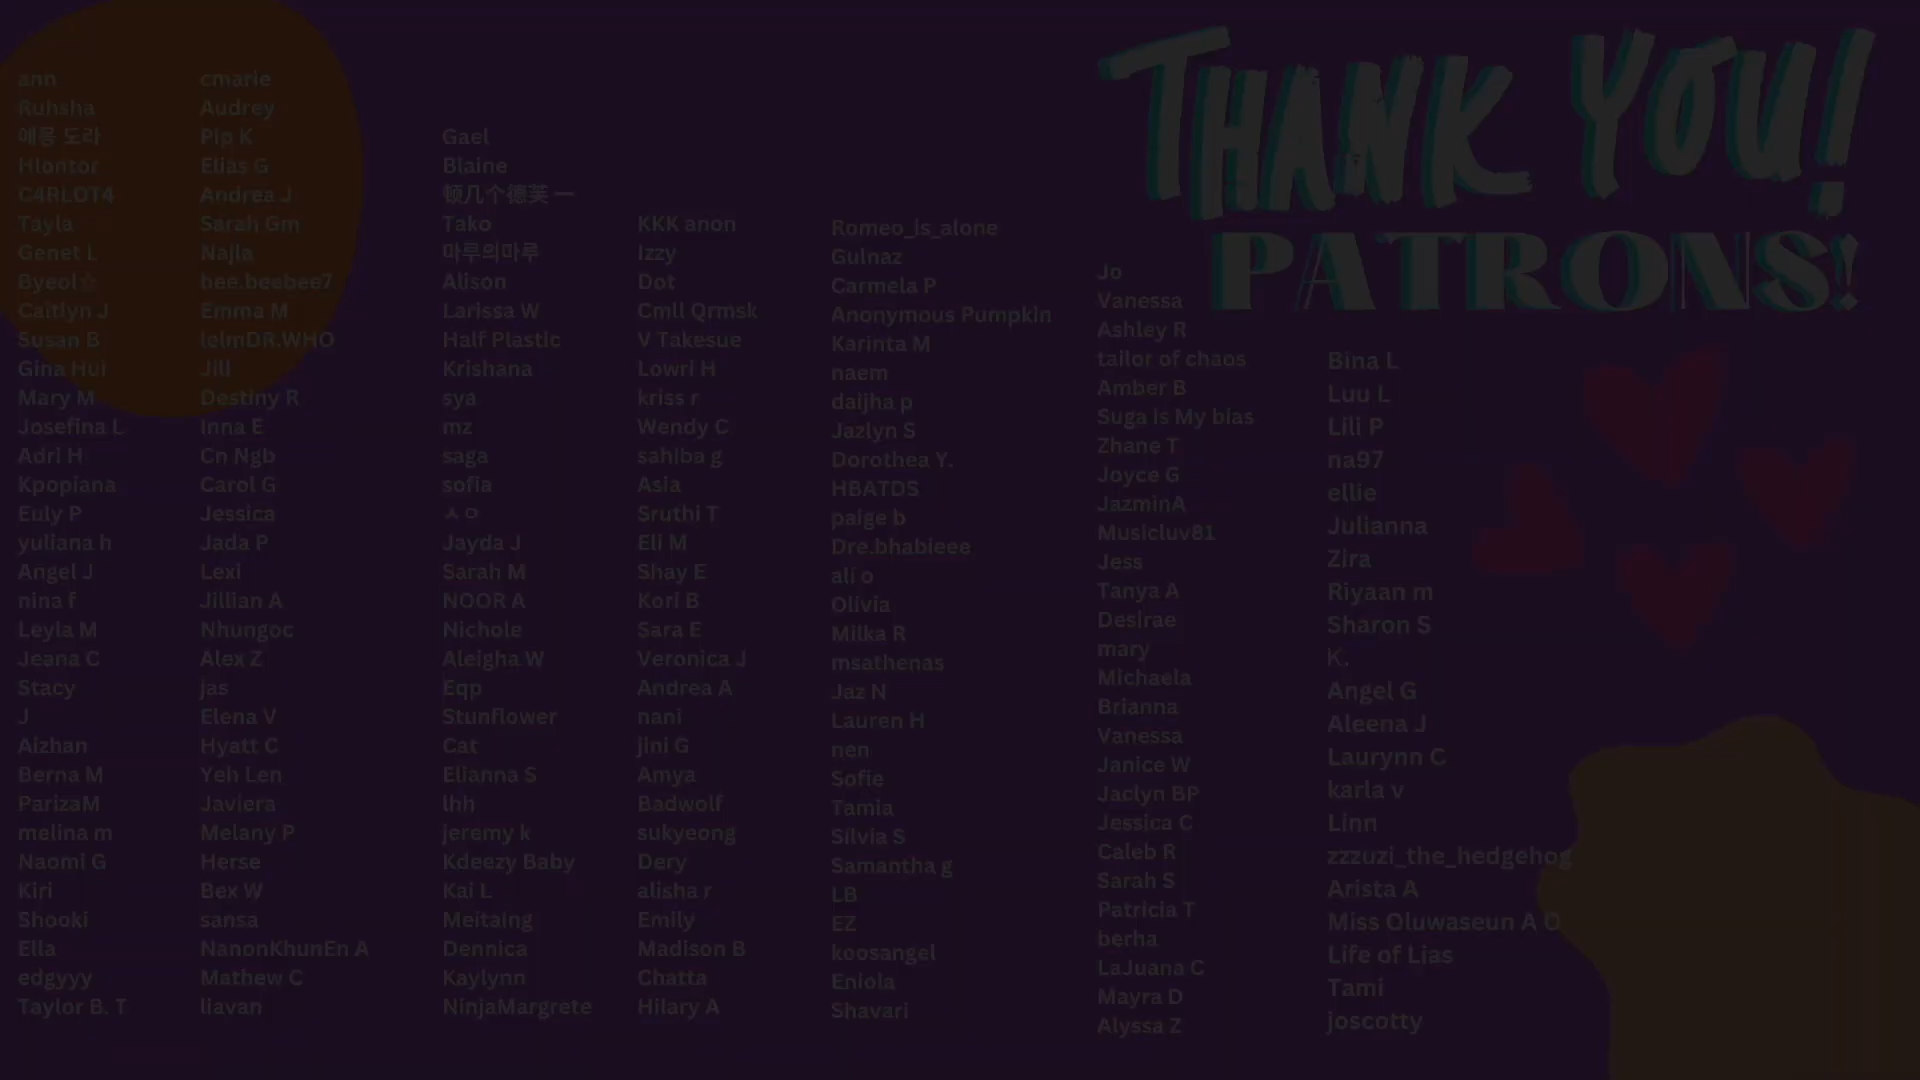 THANK YOU!
PATRONS!
ann
Ruhsha
애몽 도라
Hlontor
C4RLOT4
Tayla
Genet L
Byeol☆
Caitlyn J
Susan B
Gina Hui
Mary M
Josefina L
Adri H
Kpopiana
Euly P
yuliana h
Angel J
nina f
Leyla M
Jeana C
Stacy
J
Aizhan
Berna M
ParizaM
melina m
Naomi G
Kiri
Shooki
Ella
edgyyy
Taylor B. T
cmarie
Audrey
Pip K
Elias G
Andrea J
Sarah Gm
Najla
bee.beebee7
Emma M
IeImDR.WHO
Jill
Destiny R
Inna E
Cn Ngb
Carol G
Jessica
Jada P
Lexi
Jillian A
Nhungoc
Alex Z
jas
Elena V
Hyatt C
Yeh Len
Javiera
Melany P
Herse
Bex W
sansa
NanonKhunEn A
Mathew C
liavan
Gael
Blaine
顿几个德芙 一
Tako
마루의마루
Alison
Larissa W
Half Plastic
Krishana
sya
mz
saga
sofia
ㅅㅇ
Jayda J
Sarah M
NOOR A
Nichole
Aleigha W
Eqp
Stunflower
Cat
Elianna S
lhh
jeremy k
Kdeezy Baby
Kai L
MeitaIng
Dennica
Kaylynn
NinjaMargrete
KKK anon
Izzy
Dot
Cmll Qrmsk
V Takesue
Lowri H
kriss r
Wendy C
sahiba g
Asia
Sruthi T
Eli M
Shay E
Kori B
Sara E
Veronica J
Andrea A
nani
jini G
Amya
Badwolf
sukyeong
Dery
alisha r
Emily
Madison B
Chatta
Hilary A
Romeo_is_alone
Gulnaz
Carmela P
Anonymous Pumpkin
Karinta M
naem
daijha p
Jazlyn S
Dorothea Y.
HBATDS
paige b
Dre.bhabieee
ali o
Olivia
Milka R
msathenas
Jaz N
Lauren H
nen
Sofie
Tamia
Silvia S
Samantha g
LB
EZ
koosangel
Eniola
Shavari
Jo
Vanessa
Ashley R
tailor of chaos
Amber B
Suga is My bias
Zhane T
Joyce G
JazminA
Musicluv81
Jess
Tanya A
Desirae
mary
Michaela
Brianna
Vanessa
Janice W
Jaclyn BP
Jessica C
Caleb R
Sarah S
Patricia T
berha
LaJuana C
Mayra D
Alyssa Z
Bina L
Luu L
Lili P
na97
ellie
Julianna
Zira
Riyaan m
Sharon S
K.
Angel G
Aleena J
Laurynn C
karla v
Linn
zzzuzi_the_hedgehog
Arista A
Miss Oluwaseun A O
Life of Lias
Tami
joscotty